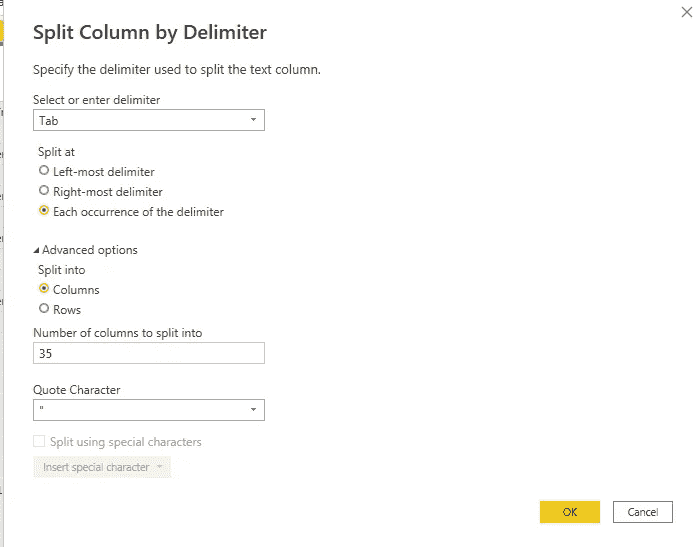 Split Column by Delimiter
Specify the delimiter used to split the text column.
Select or enter delimiter
Tab
Split at
Left-most delimiter
Right-most delimiter
Each occurrence of the delimiter
Advanced options
Split into
Columns
Rows
Number of columns to split into
35
Quote Character
"
Split using special characters
Insert special character
OK Cancel